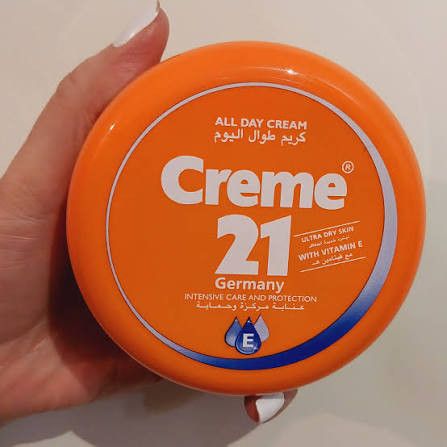 ALL DAY CREAM
كريم طوال اليوم
Creme®
21
ULTRA DRY SKIN
WITH VITAMIN E
مع فيتامين هـ
Germany
INTENSIVE CARE AND PROTECTION
عناية مركزة وحماية
E